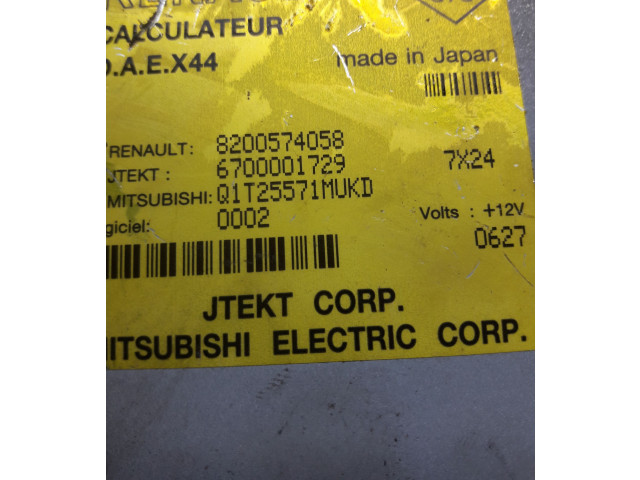 CALCULATEUR
D.A.E.X44
made in Japan
/RENAULT: 8200574058
JTEKT : 6700001729
7X24
MITSUBISHI: Q1T25571MUKD
giciel: 0002
Volts : +12V
0627
JTEKT CORP.
MITSUBISHI ELECTRIC CORP.